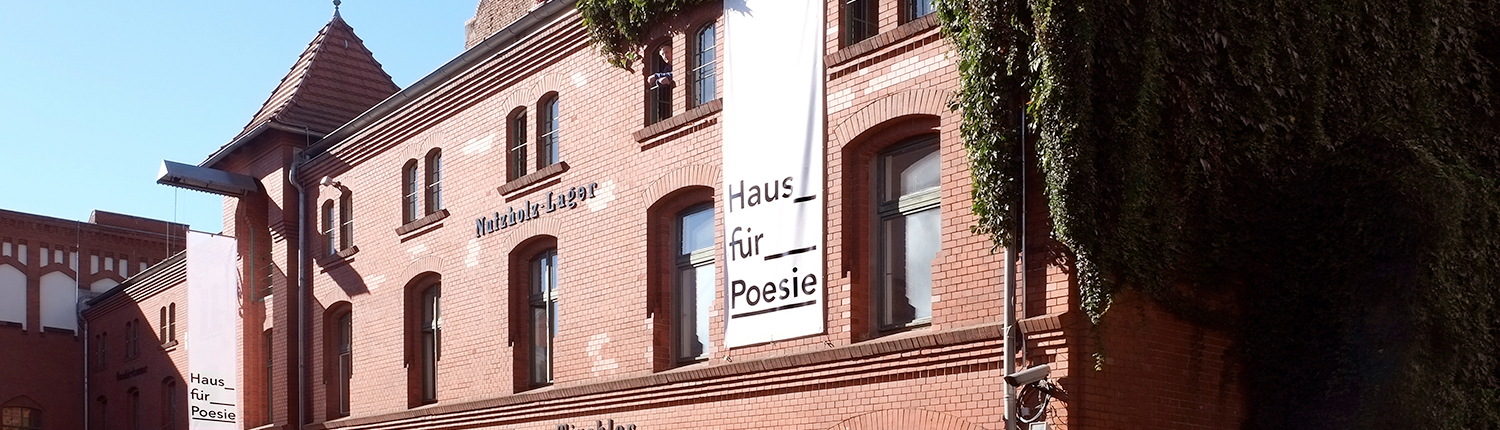 Nutzholz-Lager
Haus_
für__
Poesie
Haus_
für__
Poesie